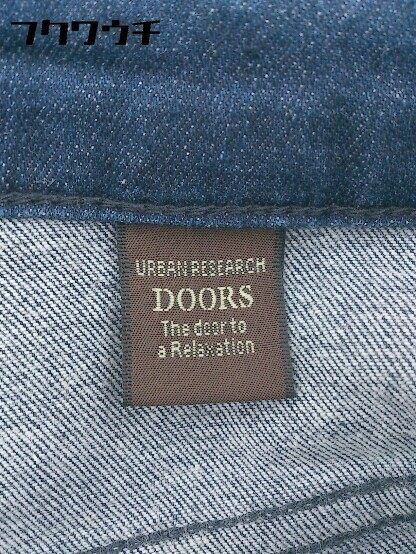 フクワウチ
URBAN RESEARCH
DOORS
The door to
a Relaxation